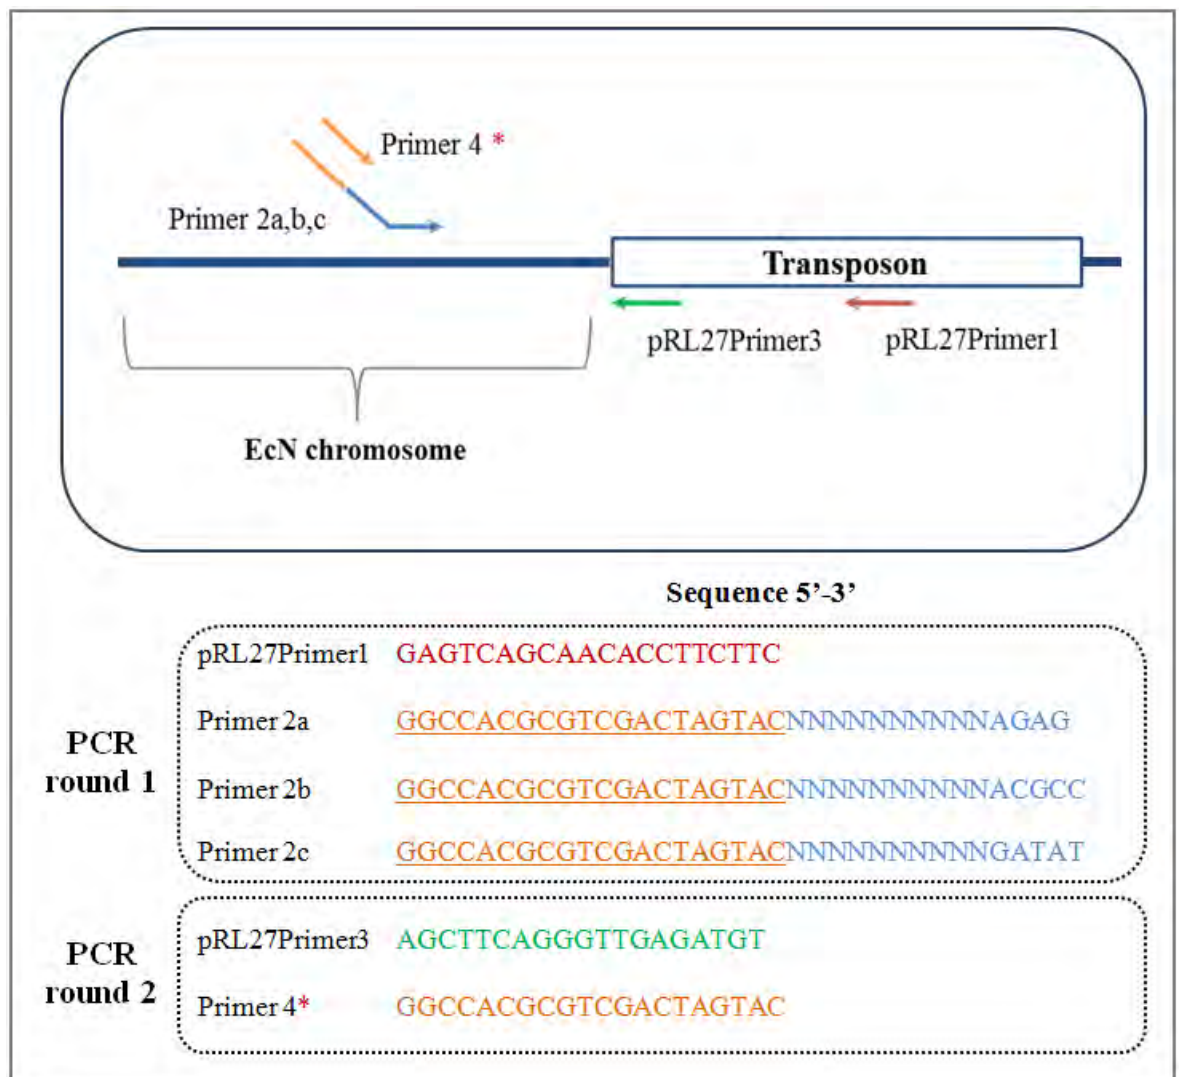 Primer 4 *
Primer 2a,b,c
Transposon
pRL27Primer3
pRL27Primer1
EcN chromosome
Sequence 5’-3’
PCR round 1
pRL27Primer1 GAGTCAGCAACACCTTCTTC
Primer 2a GGCCACGCGTCGACTAGTACNNNNNNNNNNAGAG
Primer 2b GGCCACGCGTCGACTAGTACNNNNNNNNNNACGCC
Primer 2c GGCCACGCGTCGACTAGTACNNNNNNNNNNGATAT
PCR round 2
pRL27Primer3 AGCTTCAGGGTTGAGATGT
Primer 4* GGCCACGCGTCGACTAGTAC